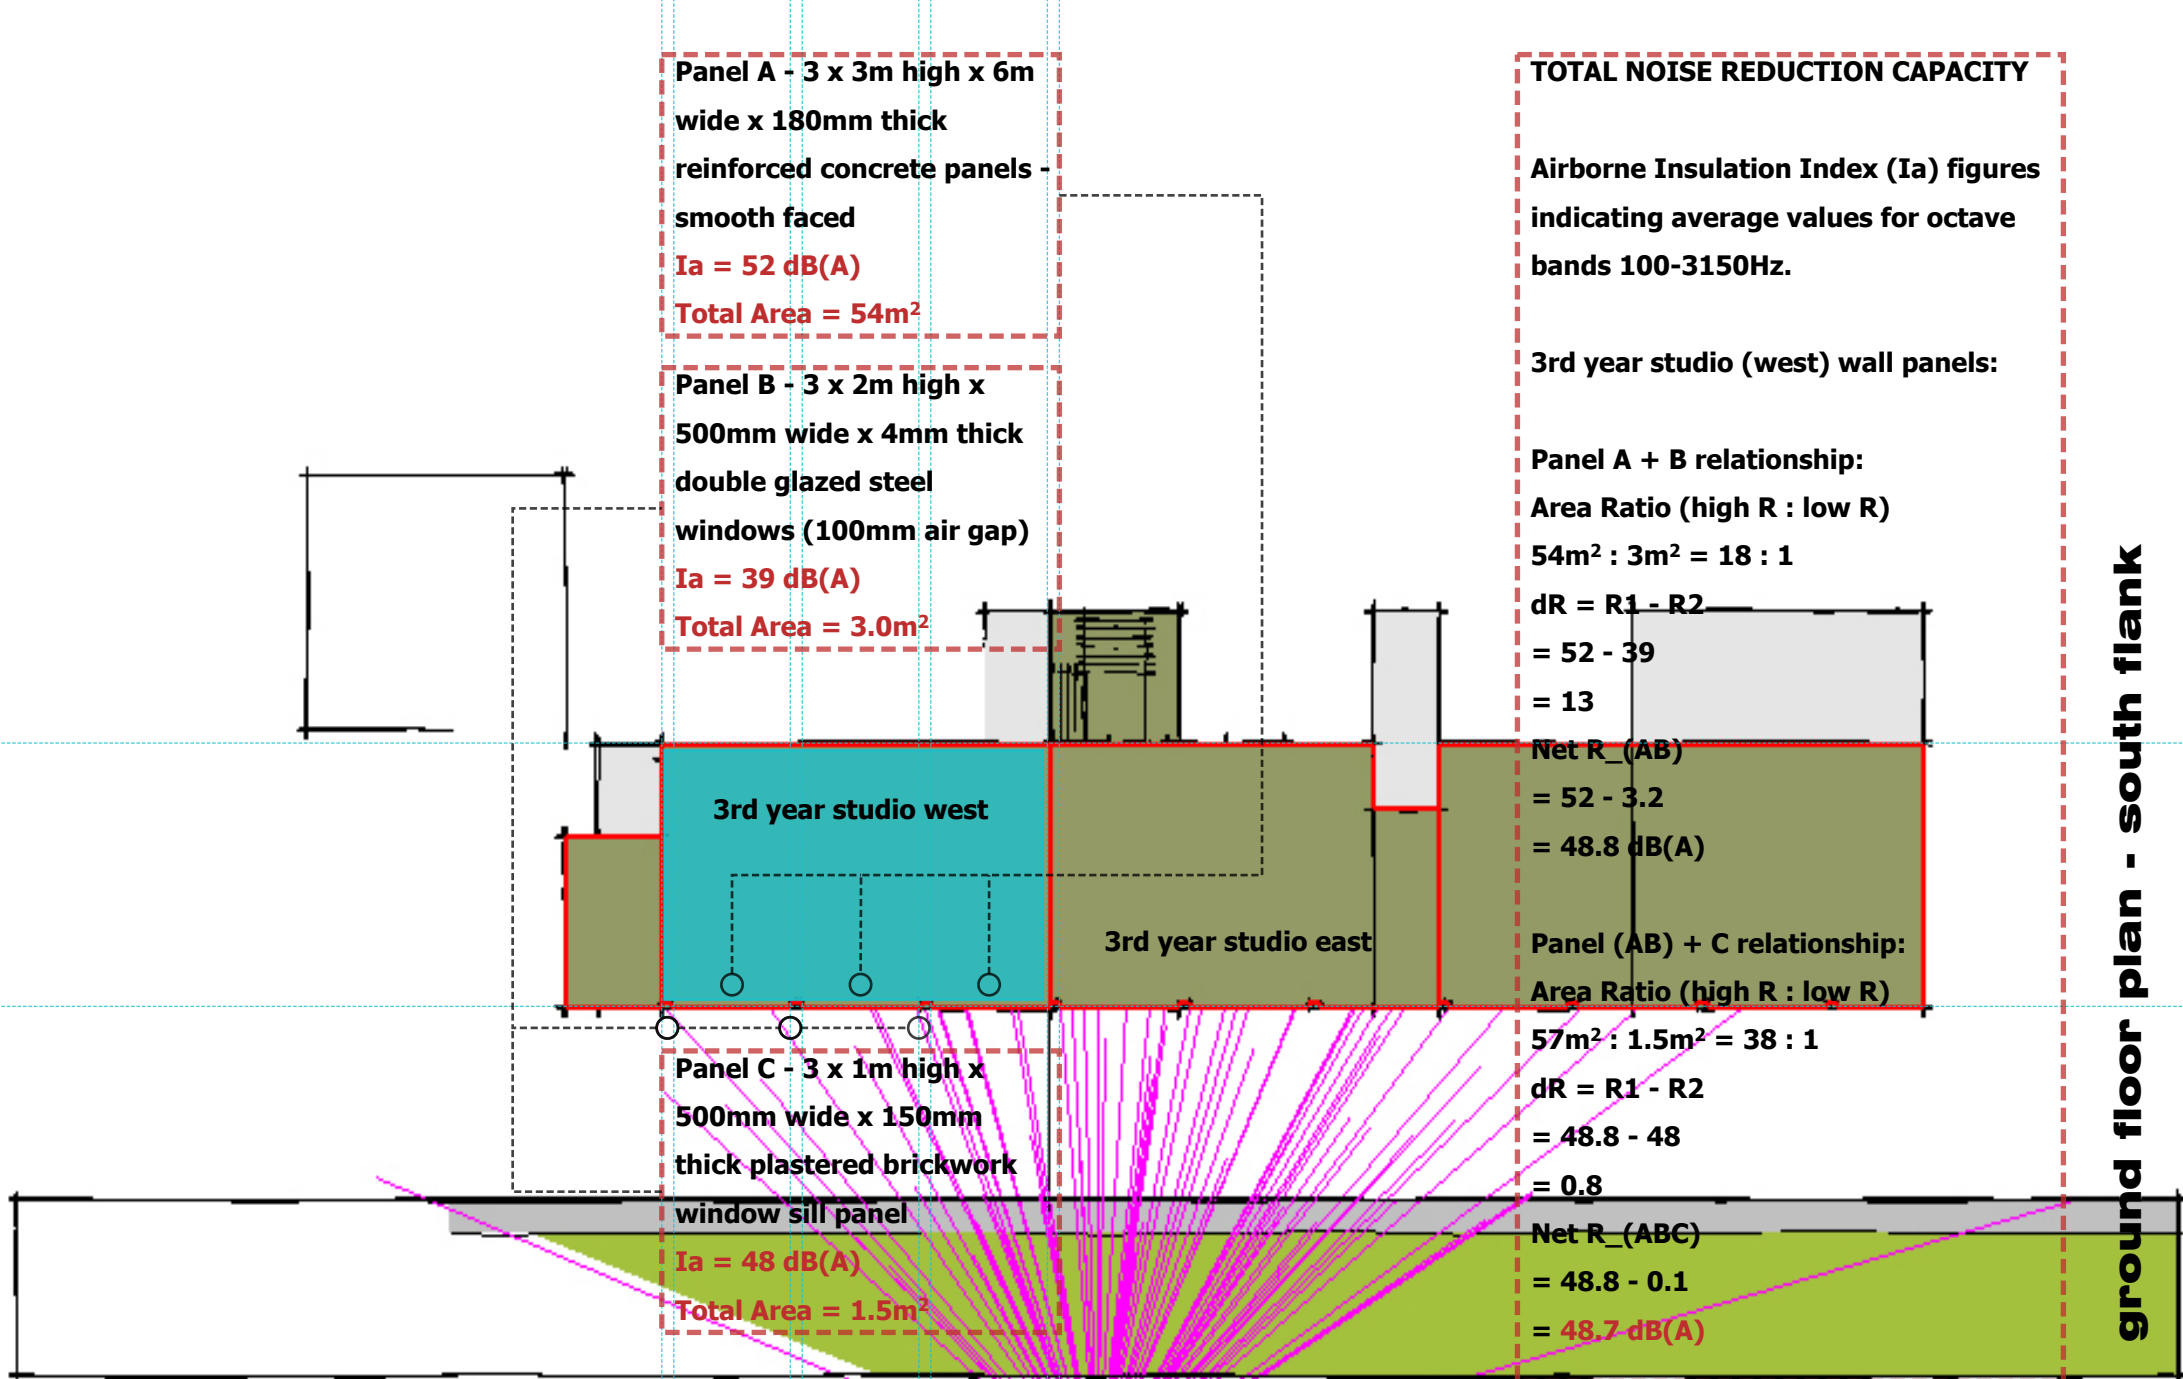 Panel A - 3 x 3m high x 6m
wide x 180mm thick
reinforced concrete panels -
smooth faced
Ia = 52 dB(A)
Total Area = 54m²
Panel B - 3 x 2m high x
500mm wide x 4mm thick
double glazed steel
windows (100mm air gap)
Ia = 39 dB(A)
Total Area = 3.0m²
3rd year studio west
3rd year studio east
Panel C - 3 x 1m high x
500mm wide x 150mm
thick plastered brickwork
window sill panel
Ia = 48 dB(A)
Total Area = 1.5m²
TOTAL NOISE REDUCTION CAPACITY
Airborne Insulation Index (Ia) figures
indicating average values for octave
bands 100-3150Hz.
3rd year studio (west) wall panels:
Panel A + B relationship:
Area Ratio (high R : low R)
54m² : 3m² = 18 : 1
dR = R1 - R2
= 52 - 39
= 13
Net R_(AB)
= 52 - 3.2
= 48.8 dB(A)
Panel (AB) + C relationship:
Area Ratio (high R : low R)
57m² : 1.5m² = 38 : 1
dR = R1 - R2
= 48.8 - 48
= 0.8
Net R_(ABC)
= 48.8 - 0.1
= 48.7 dB(A)
ground floor plan - south flank